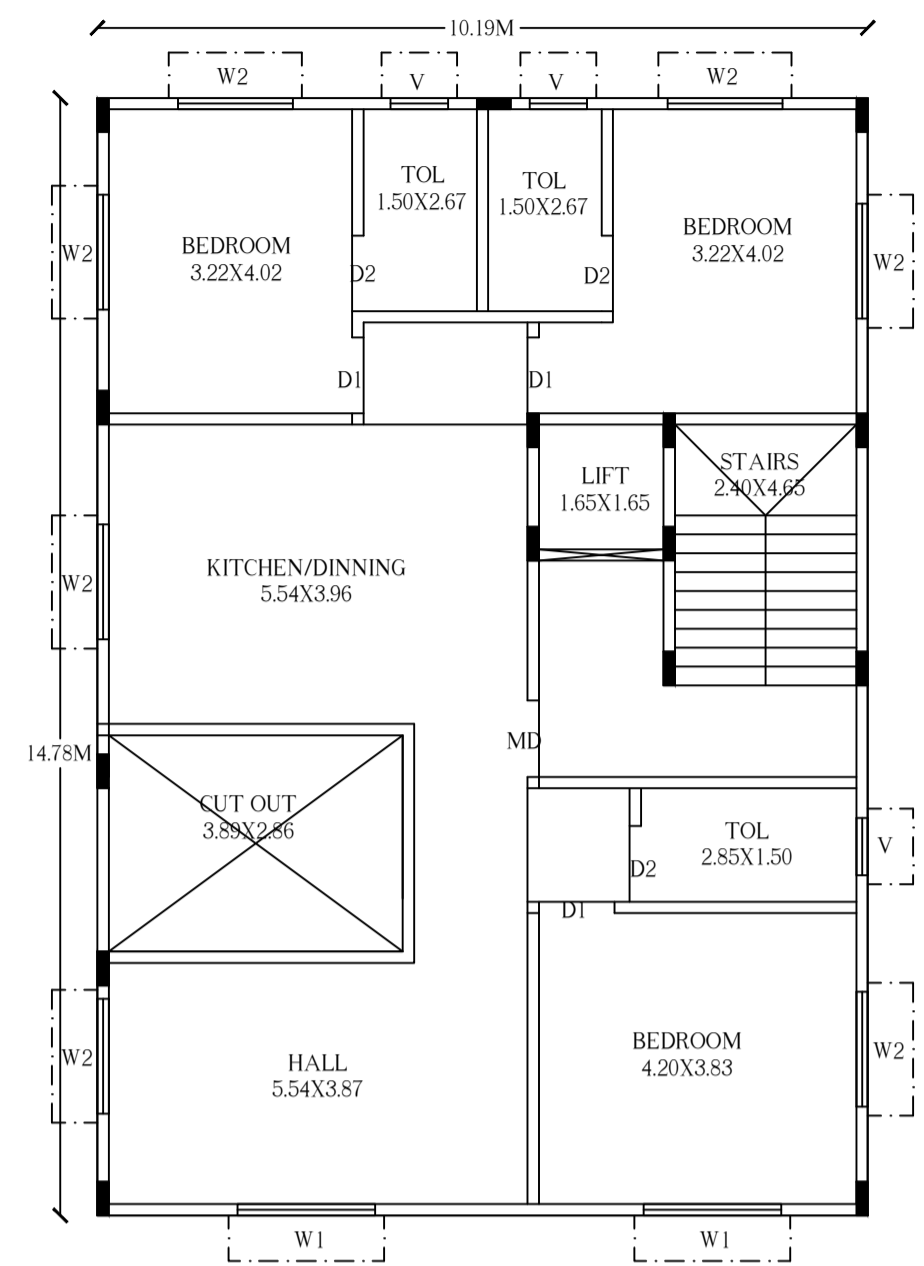 10.19M
W2
V
V
W2
TOL
1.50X2.67
TOL
1.50X2.67
BEDROOM
3.22X4.02
BEDROOM
3.22X4.02
W2
W2
D2
D2
D1
D1
LIFT
1.65X1.65
STAIRS
2.40X4.65
KITCHEN/DINNING
5.54X3.96
W2
MD
14.78M
CUT OUT
3.89X2.86
TOL
2.85X1.50
V
D2
D1
W2
HALL
5.54X3.87
BEDROOM
4.20X3.83
W2
W1
W1